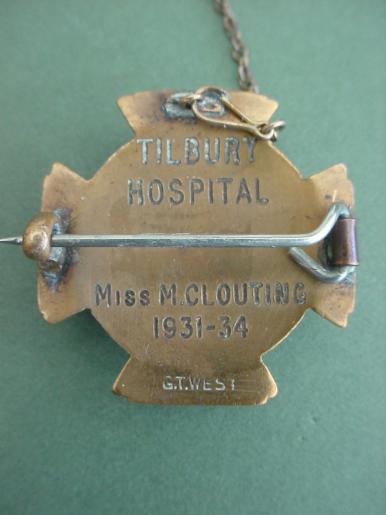 TILBURY
HOSPITAL
MISS M. CLOUTING
1931-34
G.T.WEST